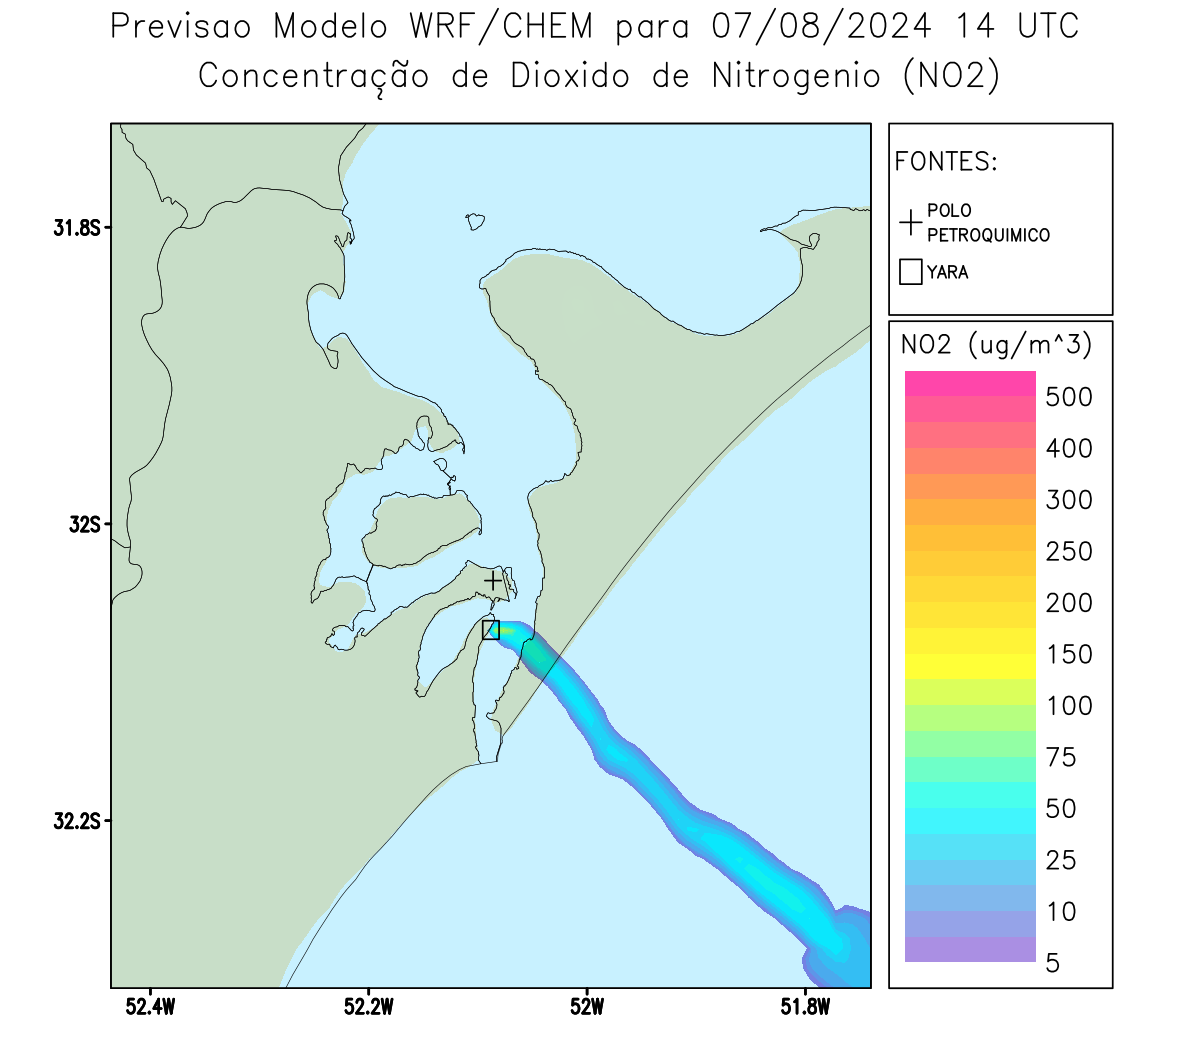 Previsao Modelo WRF/CHEM para 07/08/2024 14 UTC
Concentração de Dioxido de Nitrogenio (NO2)
FONTES:
POLO
PETROQUIMICO
YARA
NO2 (ug/m^3)
500
400
300
250
200
150
100
75
50
25
10
5
31.8S
32S
32.2S
52.4W
52.2W
52W
51.8W